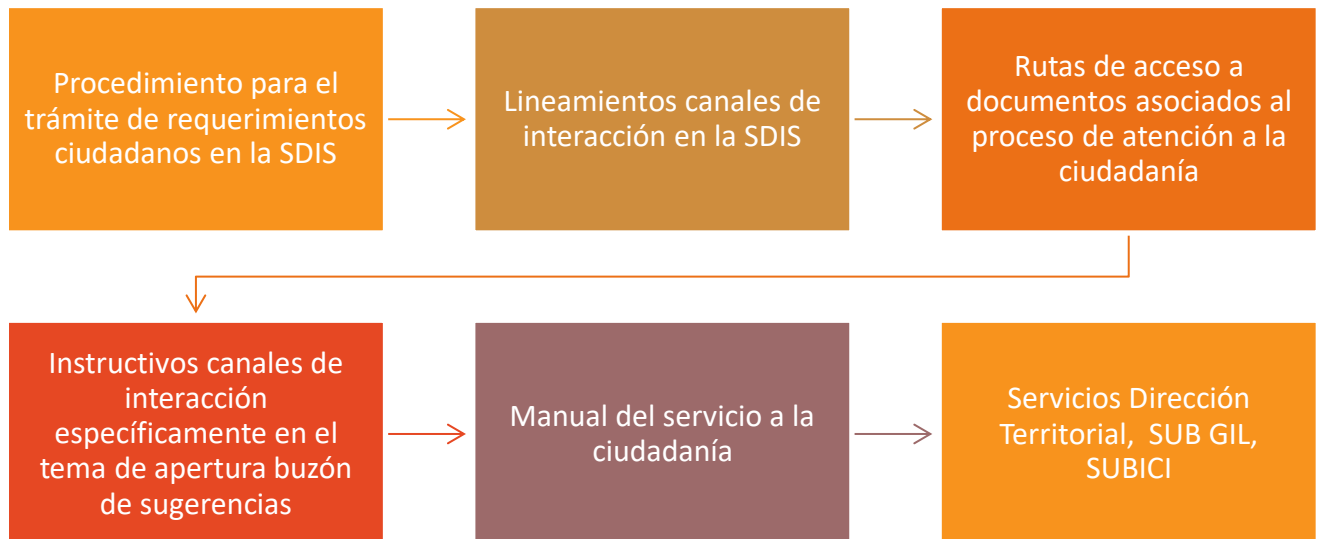 Procedimiento para el
trámite de requerimientos
ciudadanos en la SDIS
Lineamientos canales de
interacción en la SDIS
Rutas de acceso a
documentos asociados al
proceso de atención a la
ciudadanía
Instructivos canales de
interacción
específicamente en el
tema de apertura buzón
de sugerencias
Manual del servicio a la
ciudadanía
Servicios Dirección
Territorial, SUB GIL,
SUBICI